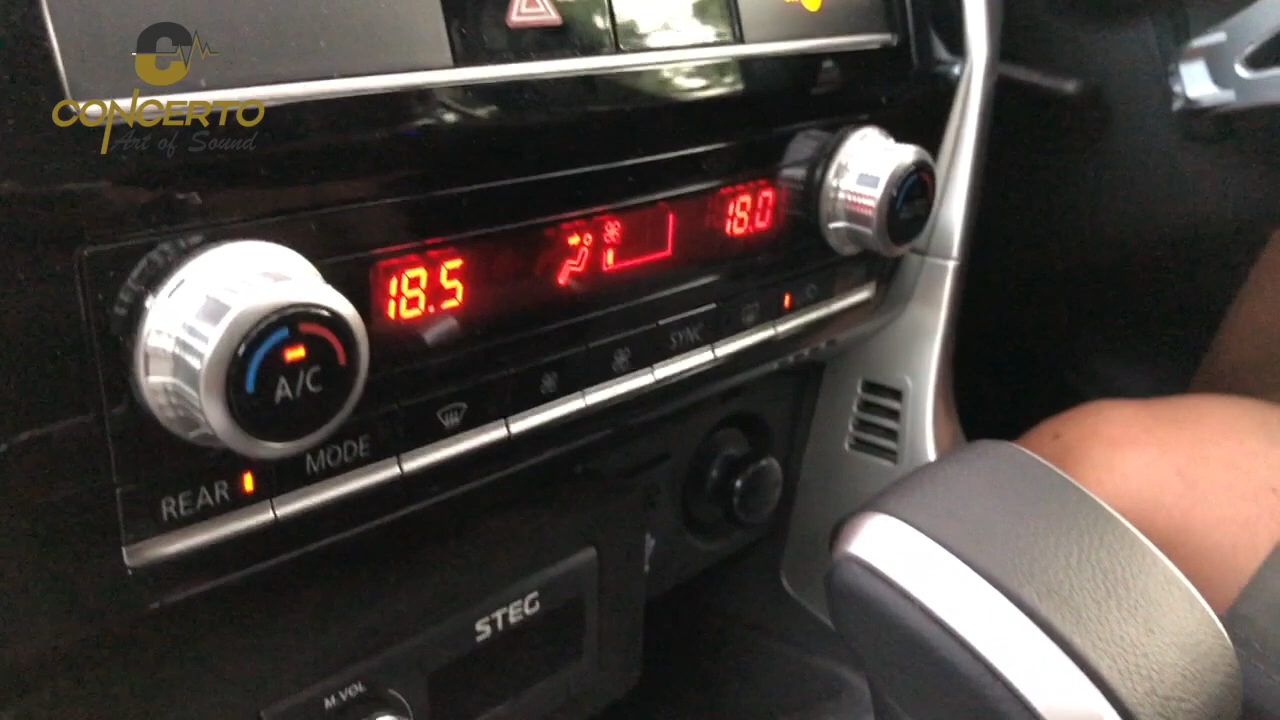 CONCERTO
Art of Sound
18.5
18.0
A/C
SYNC
MODE
REAR
STEG
M.VOL